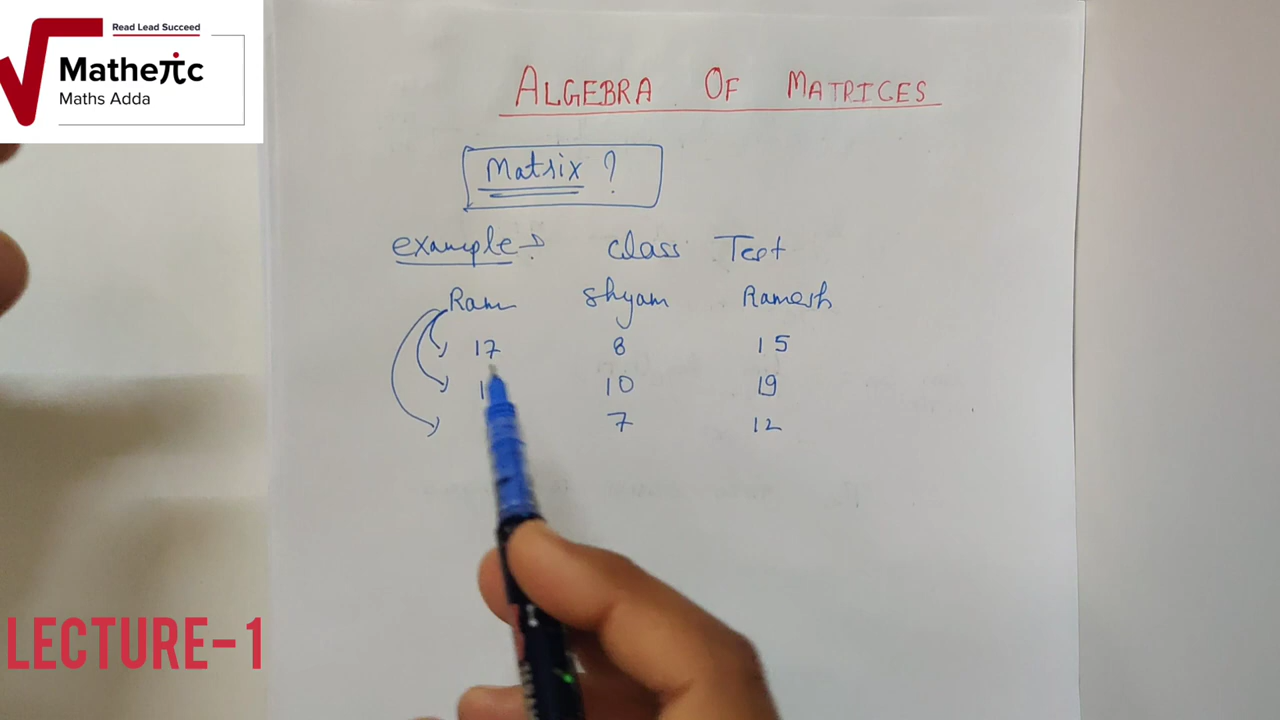 Read Lead Succeed
Matheπc
Maths Adda
ALGEBRA OF MATRICES
Matrix ?
example→ class Test
Ram Shyam Ramesh
17 8 15
10 19
7 12
LECTURE-1